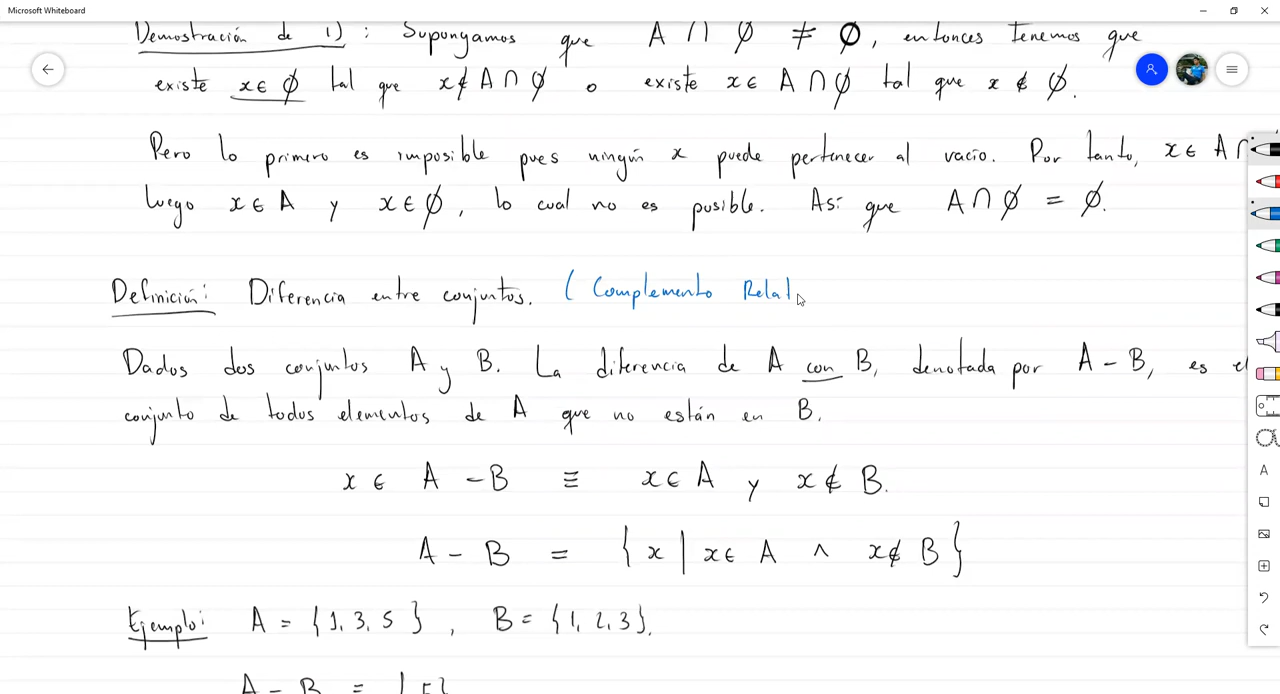 Microsoft Whiteboard
Demostración de 1) : Supongamos que A ∩ ∅ ≠ ∅, entonces tenemos que
existe x ∈ ∅ tal que x ∉ A ∩ ∅ o existe x ∈ A ∩ ∅ tal que x ∉ ∅.
Pero lo primero es imposible pues ningún x puede pertenecer al vacío. Por tanto, x ∈ A ∩
luego x ∈ A y x ∈ ∅, lo cual no es posible. Así que A ∩ ∅ = ∅.
Definición: Diferencia entre conjuntos. ( Complemento Relat
Dados dos conjuntos A y B. La diferencia de A con B, denotada por A - B, es el
conjunto de todos elementos de A que no están en B.
x ∈ A - B ≡ x ∈ A y x ∉ B.
A - B = { x | x ∈ A ∧ x ∉ B }
Ejemplo: A = { 1, 3, 5 } , B = { 1, 2, 3 }.
A - B = { 5 }